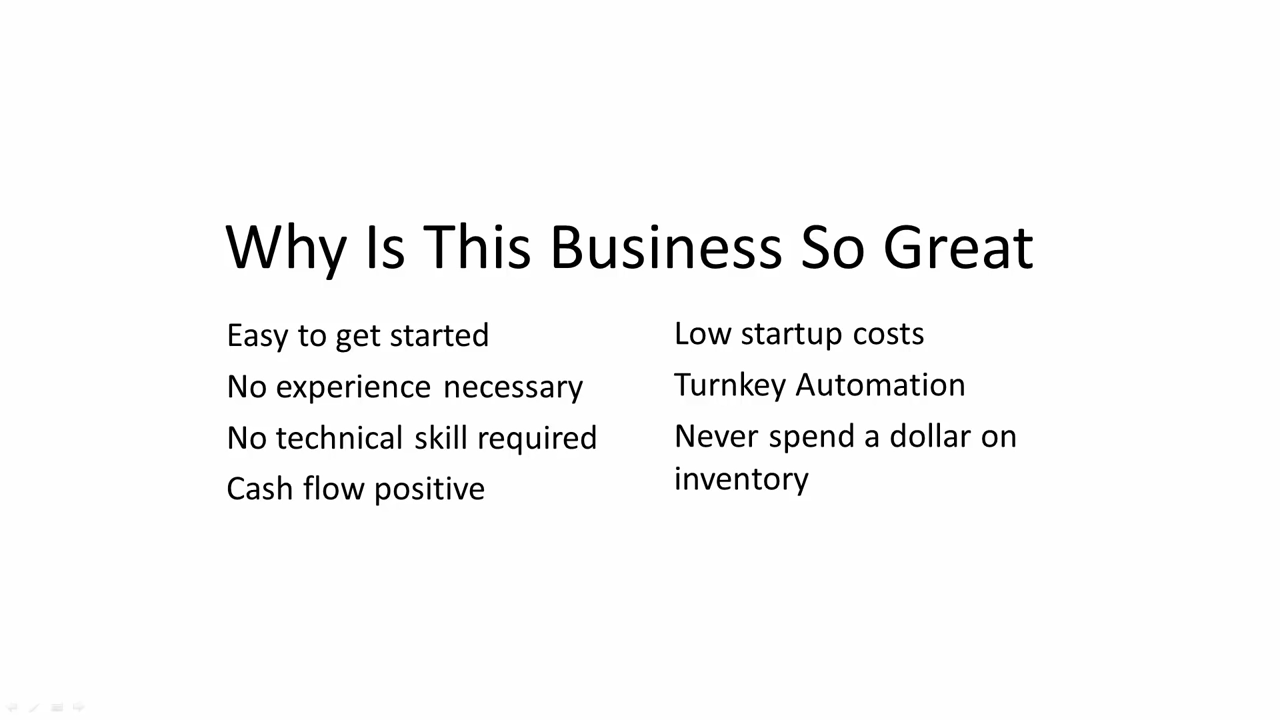 Why Is This Business So Great
Easy to get started
No experience necessary
No technical skill required
Cash flow positive
Low startup costs
Turnkey Automation
Never spend a dollar on
inventory